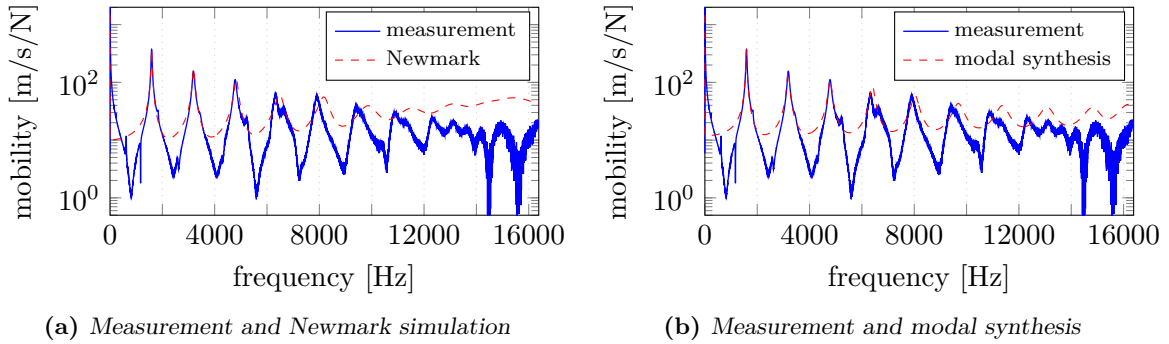 mobility [m/s/N]
10^2
10^0
measurement
Newmark
0 4000 8000 12000 16000
frequency [Hz]
(a) Measurement and Newmark simulation
mobility [m/s/N]
10^2
10^0
measurement
modal synthesis
0 4000 8000 12000 16000
frequency [Hz]
(b) Measurement and modal synthesis